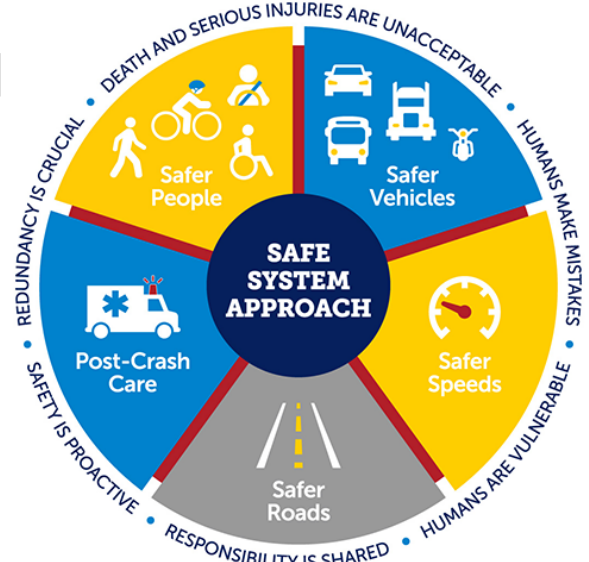 DEATH AND SERIOUS INJURIES ARE UNACCEPTABLE
HUMANS MAKE MISTAKES
HUMANS ARE VULNERABLE
RESPONSIBILITY IS SHARED
SAFETY IS PROACTIVE
REDUNDANCY IS CRUCIAL
Safer
People
Safer
Vehicles
SAFE
SYSTEM
APPROACH
Post-Crash
Care
Safer
Speeds
Safer
Roads